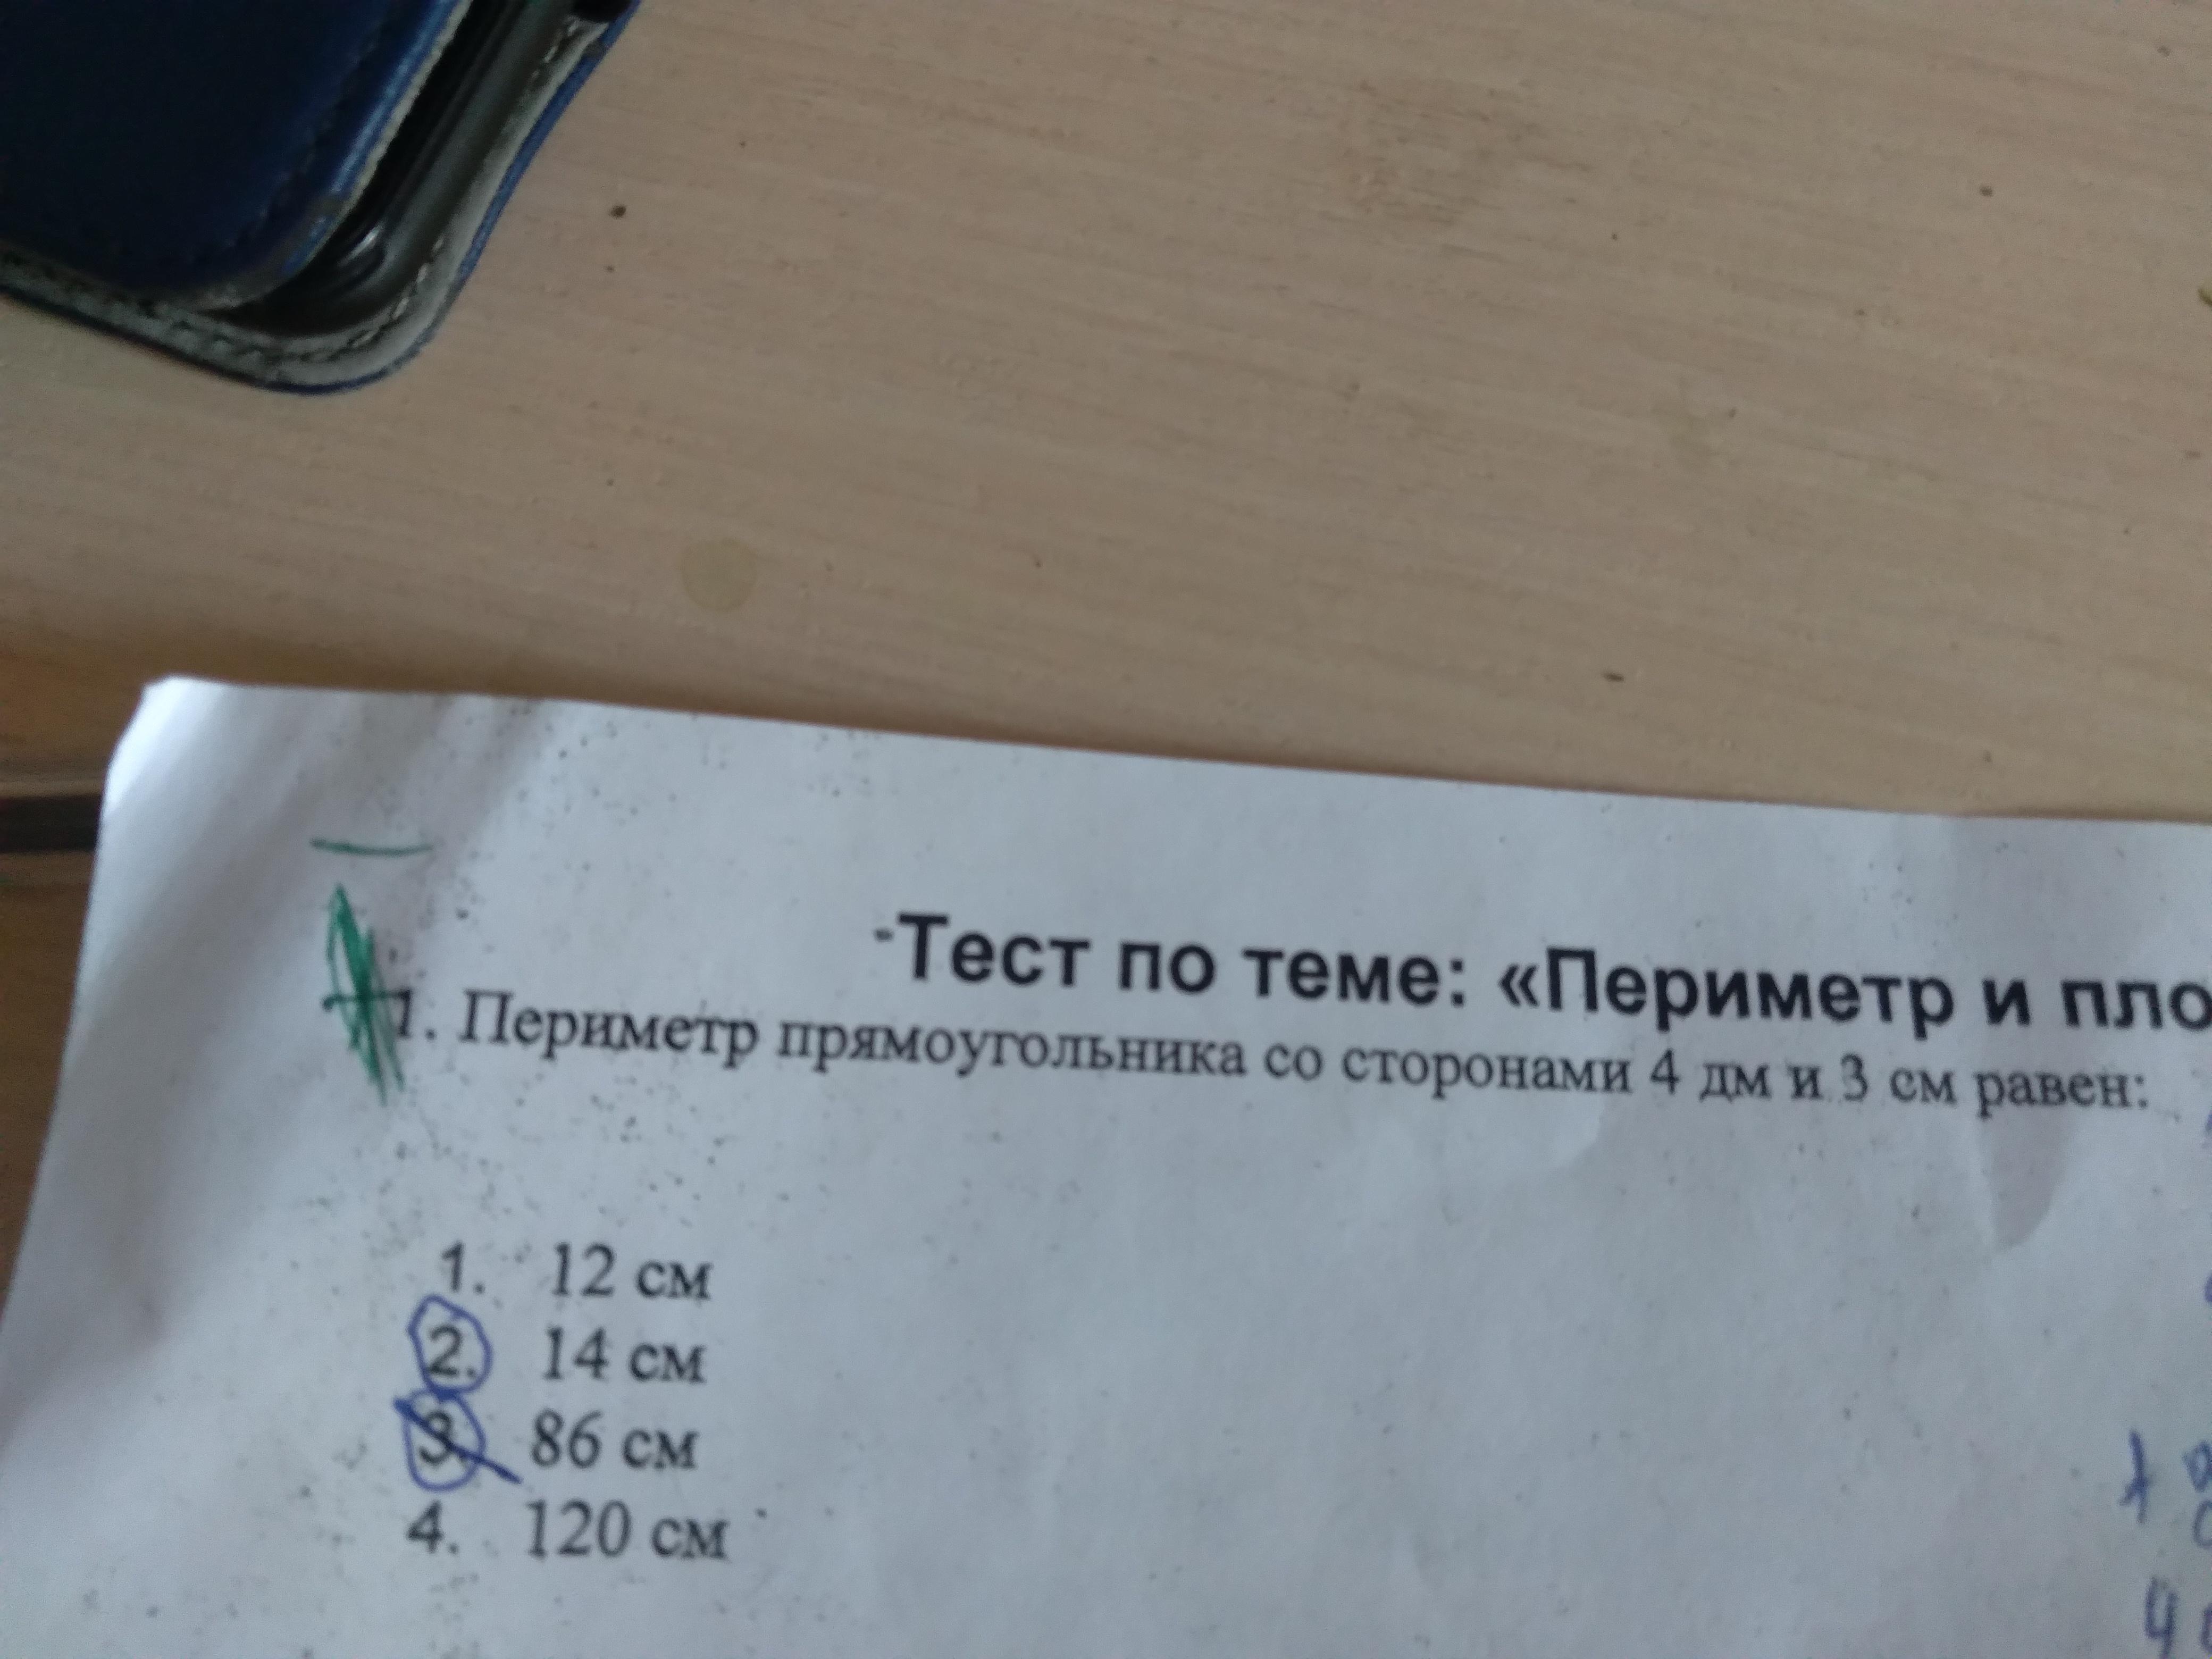 -Тест по теме: «Периметр и пло
1. Периметр прямоугольника со сторонами 4 дм и 3 см равен:
1. 12 см
2. 14 см
3. 86 см
4. 120 см